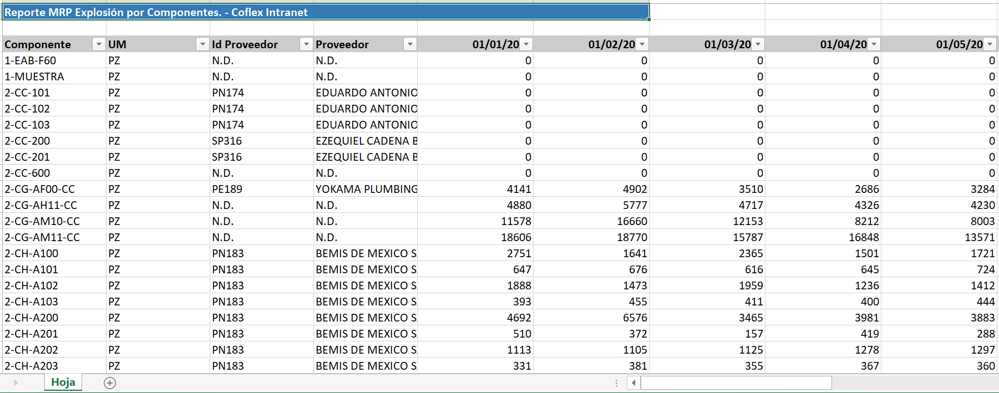 Reporte MRP Explosión por Componentes. - Coflex Intranet
Componente UM Id Proveedor Proveedor 01/01/20 01/02/20 01/03/20 01/04/20 01/05/20
1-EAB-F60 PZ N.D. N.D. 0 0 0 0 0
1-MUESTRA PZ N.D. N.D. 0 0 0 0 0
2-CC-101 PZ PN174 EDUARDO ANTONIO 0 0 0 0 0
2-CC-102 PZ PN174 EDUARDO ANTONIO 0 0 0 0 0
2-CC-103 PZ PN174 EDUARDO ANTONIO 0 0 0 0 0
2-CC-200 PZ SP316 EZEQUIEL CADENA B 0 0 0 0 0
2-CC-201 PZ SP316 EZEQUIEL CADENA B 0 0 0 0 0
2-CC-600 PZ N.D. N.D. 0 0 0 0 0
2-CG-AF00-CC PZ PE189 YOKAMA PLUMBING 4141 4902 3510 2686 3284
2-CG-AH11-CC PZ N.D. N.D. 4880 5777 4717 4326 4230
2-CG-AM10-CC PZ N.D. N.D. 11578 16660 12153 8212 8003
2-CG-AM11-CC PZ N.D. N.D. 18606 18770 15787 16848 13571
2-CH-A100 PZ PN183 BEMIS DE MEXICO S. 2751 1641 2365 1501 1721
2-CH-A101 PZ PN183 BEMIS DE MEXICO S. 647 676 616 645 724
2-CH-A102 PZ PN183 BEMIS DE MEXICO S. 1888 1473 1959 1236 1412
2-CH-A103 PZ PN183 BEMIS DE MEXICO S. 393 455 411 400 444
2-CH-A200 PZ PN183 BEMIS DE MEXICO S. 4692 6576 3465 3981 3883
2-CH-A201 PZ PN183 BEMIS DE MEXICO S. 510 372 157 419 288
2-CH-A202 PZ PN183 BEMIS DE MEXICO S. 1113 1105 1125 1278 1297
2-CH-A203 PZ PN183 BEMIS DE MEXICO S. 331 381 355 367 360
Hoja